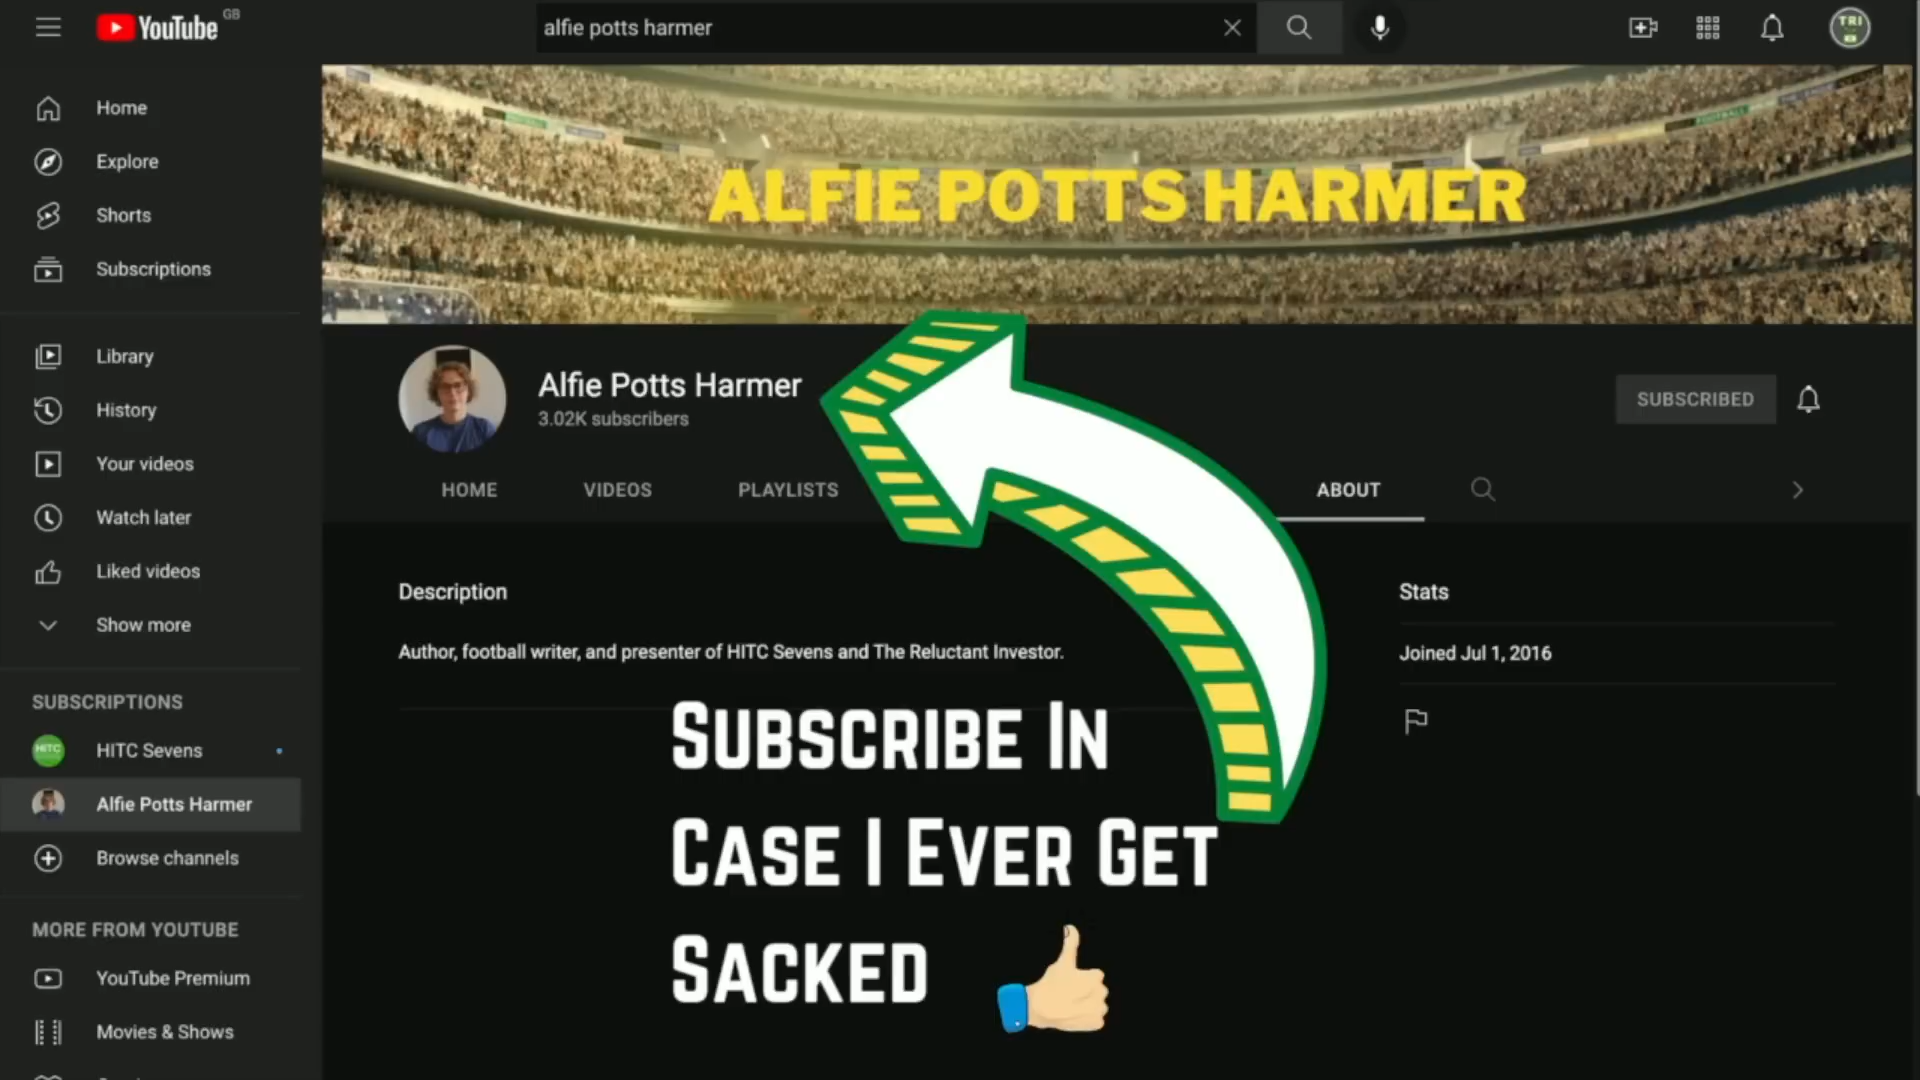 YouTube GB
alfie potts harmer
TRI
Home
Explore
Shorts
Subscriptions
Library
History
Your videos
Watch later
Liked videos
Show more
SUBSCRIPTIONS
HITC
HITC Sevens
Alfie Potts Harmer
Browse channels
MORE FROM YOUTUBE
YouTube Premium
Movies & Shows
ALFIE POTTS HARMER
Alfie Potts Harmer
3.02K subscribers
SUBSCRIBED
HOME VIDEOS PLAYLISTS ABOUT
Description
Author, football writer, and presenter of HITC Sevens and The Reluctant Investor.
Stats
Joined Jul 1, 2016
SUBSCRIBE IN
CASE I EVER GET
SACKED